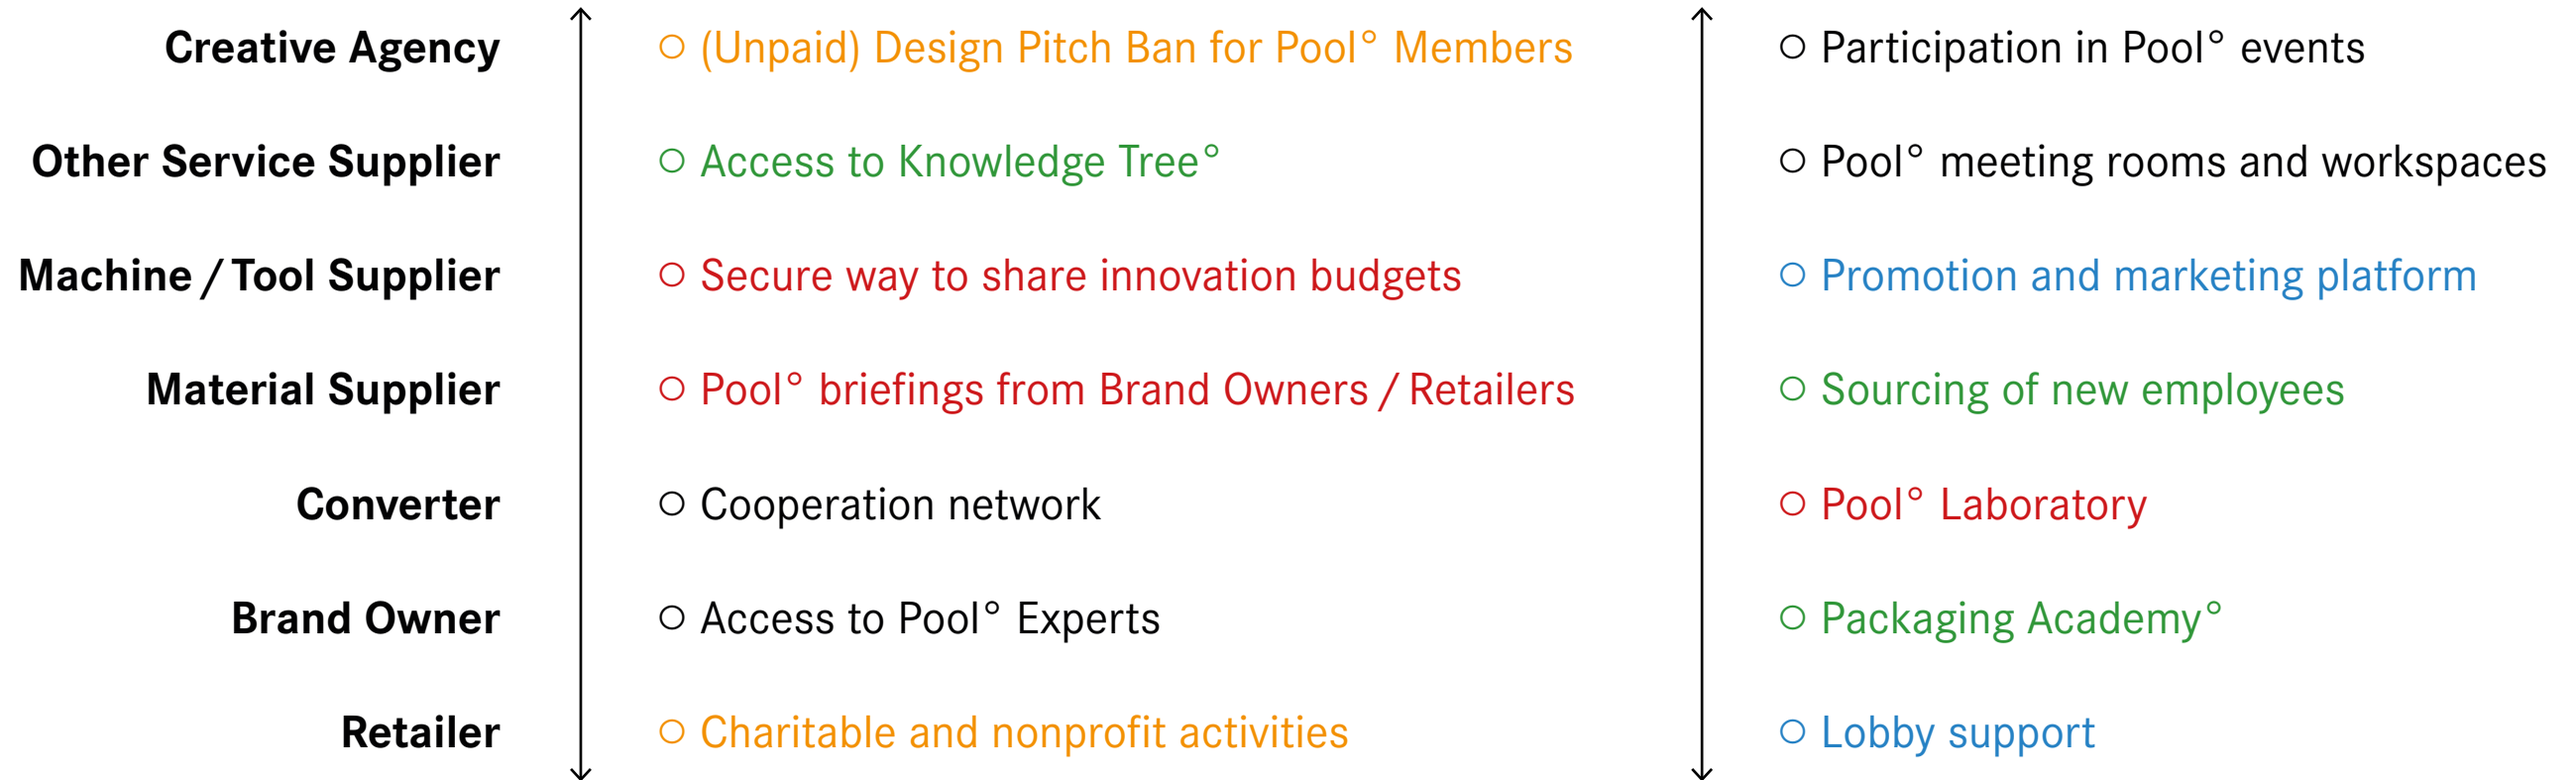 Creative Agency
Other Service Supplier
Machine / Tool Supplier
Material Supplier
Converter
Brand Owner
Retailer
(Unpaid) Design Pitch Ban for Pool° Members
Access to Knowledge Tree°
Secure way to share innovation budgets
Pool° briefings from Brand Owners / Retailers
Cooperation network
Access to Pool° Experts
Charitable and nonprofit activities
Participation in Pool° events
Pool° meeting rooms and workspaces
Promotion and marketing platform
Sourcing of new employees
Pool° Laboratory
Packaging Academy°
Lobby support